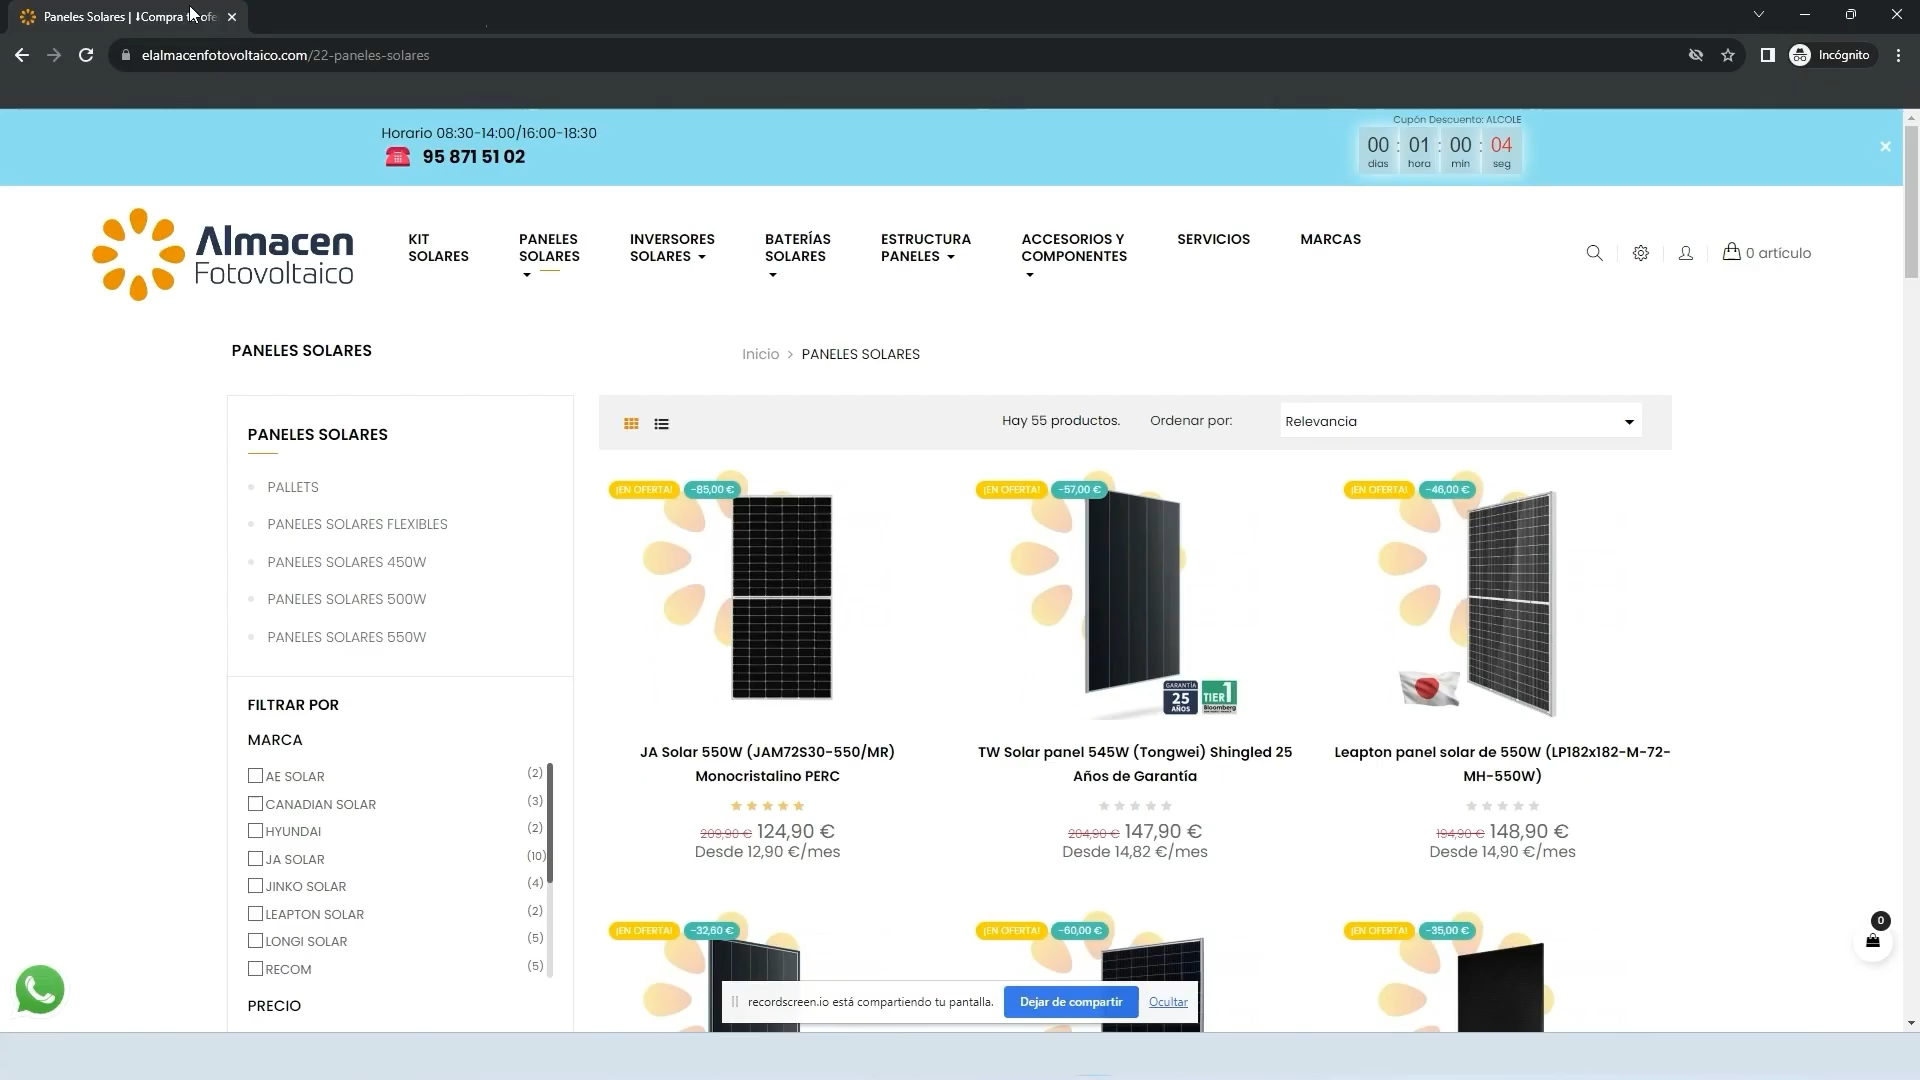 Paneles Solares | ⬇Compra
elalmacenfotovoltaico.com/22-paneles-solares
Incógnito
Horario 08:30-14:00/16:00-18:30
95 871 51 02
Cupón Descuento: ALCOLE
00 : 01 : 00 : 04
dias hora min seg
Almacen
Fotovoltaico
KIT
SOLARES
PANELES
SOLARES
INVERSORES
SOLARES
BATERÍAS
SOLARES
ESTRUCTURA
PANELES
ACCESORIOS Y
COMPONENTES
SERVICIOS
MARCAS
0 artículo
PANELES SOLARES
Inicio > PANELES SOLARES
PANELES SOLARES
PALLETS
PANELES SOLARES FLEXIBLES
PANELES SOLARES 450W
PANELES SOLARES 500W
PANELES SOLARES 550W
FILTRAR POR
MARCA
AE SOLAR (2)
CANADIAN SOLAR (3)
HYUNDAI (2)
JA SOLAR (10)
JINKO SOLAR (4)
LEAPTON SOLAR (2)
LONGI SOLAR (5)
RECOM (5)
PRECIO
Hay 55 productos. Ordenar por: Relevancia
¡EN OFERTA! -85,00 €
JA Solar 550W (JAM72S30-550/MR)
Monocristalino PERC
209,90 € 124,90 €
Desde 12,90 €/mes
¡EN OFERTA! -57,00 €
GARANTÍA
25
AÑOS
TIER 1
Bloomberg
TW Solar panel 545W (Tongwei) Shingled 25
Años de Garantía
204,90 € 147,90 €
Desde 14,82 €/mes
¡EN OFERTA! -46,00 €
Leapton panel solar de 550W (LP182x182-M-72-
MH-550W)
194,90 € 148,90 €
Desde 14,90 €/mes
¡EN OFERTA! -32,60 €
¡EN OFERTA! -60,00 €
¡EN OFERTA! -35,00 €
0
recordscreen.io está compartiendo tu pantalla. Dejar de compartir Ocultar